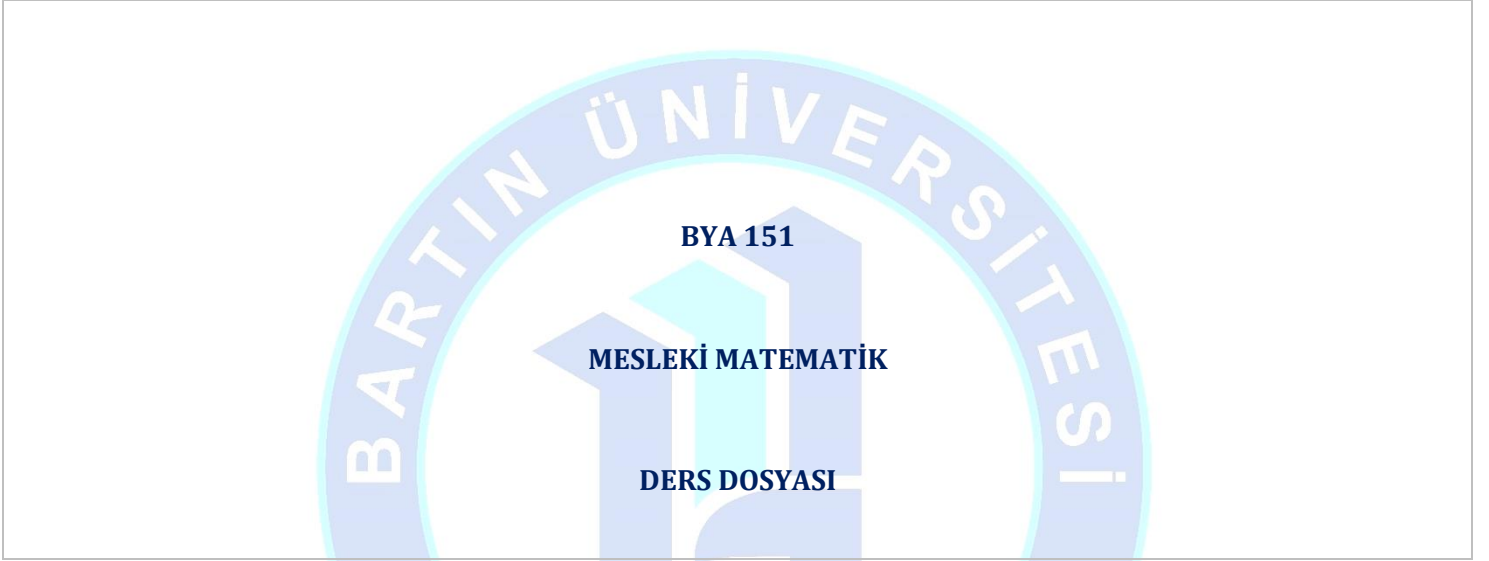 BARTIN ÜNİVERSİTESİ
BYA 151
MESLEKİ MATEMATİK
DERS DOSYASI